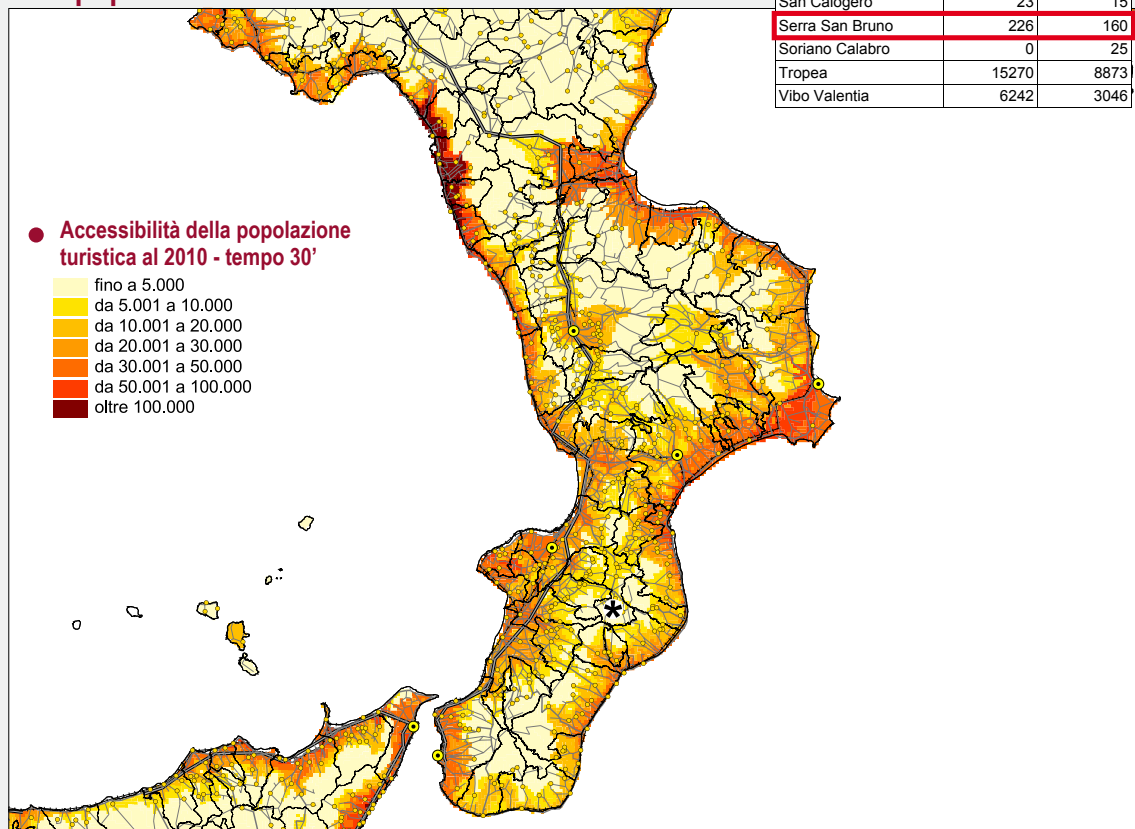 San Calogero 23 15
Serra San Bruno 226 160
Soriano Calabro 0 25
Tropea 15270 8873
Vibo Valentia 6242 3046
● Accessibilità della popolazione
turistica al 2010 - tempo 30’
fino a 5.000
da 5.001 a 10.000
da 10.001 a 20.000
da 20.001 a 30.000
da 30.001 a 50.000
da 50.001 a 100.000
oltre 100.000
*